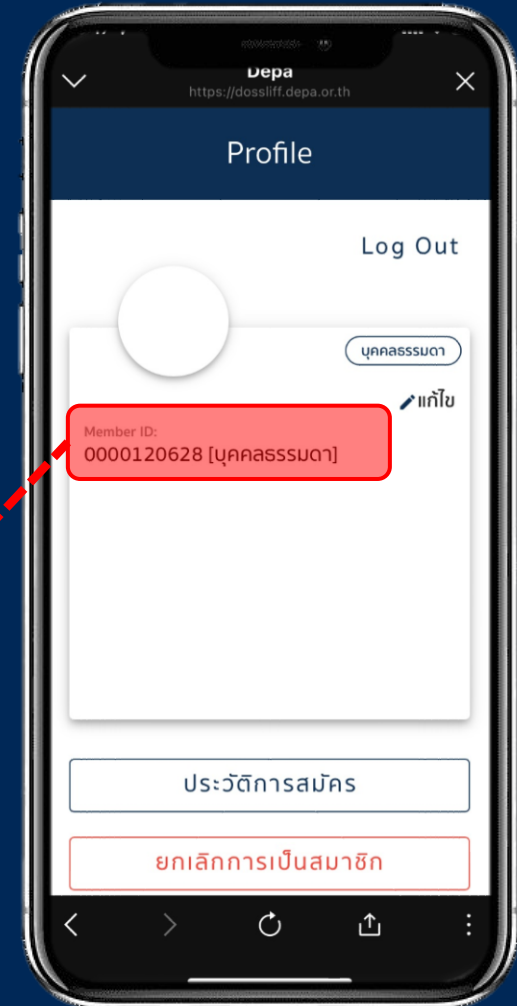 Depa
https://dossliff.depa.or.th
Profile
Log Out
บุคคลธรรมดา
แก้ไข
Member ID:
0000120628 [บุคคลธรรมดา]
ประวัติการสมัคร
ยกเลิกการเป็นสมาชิก